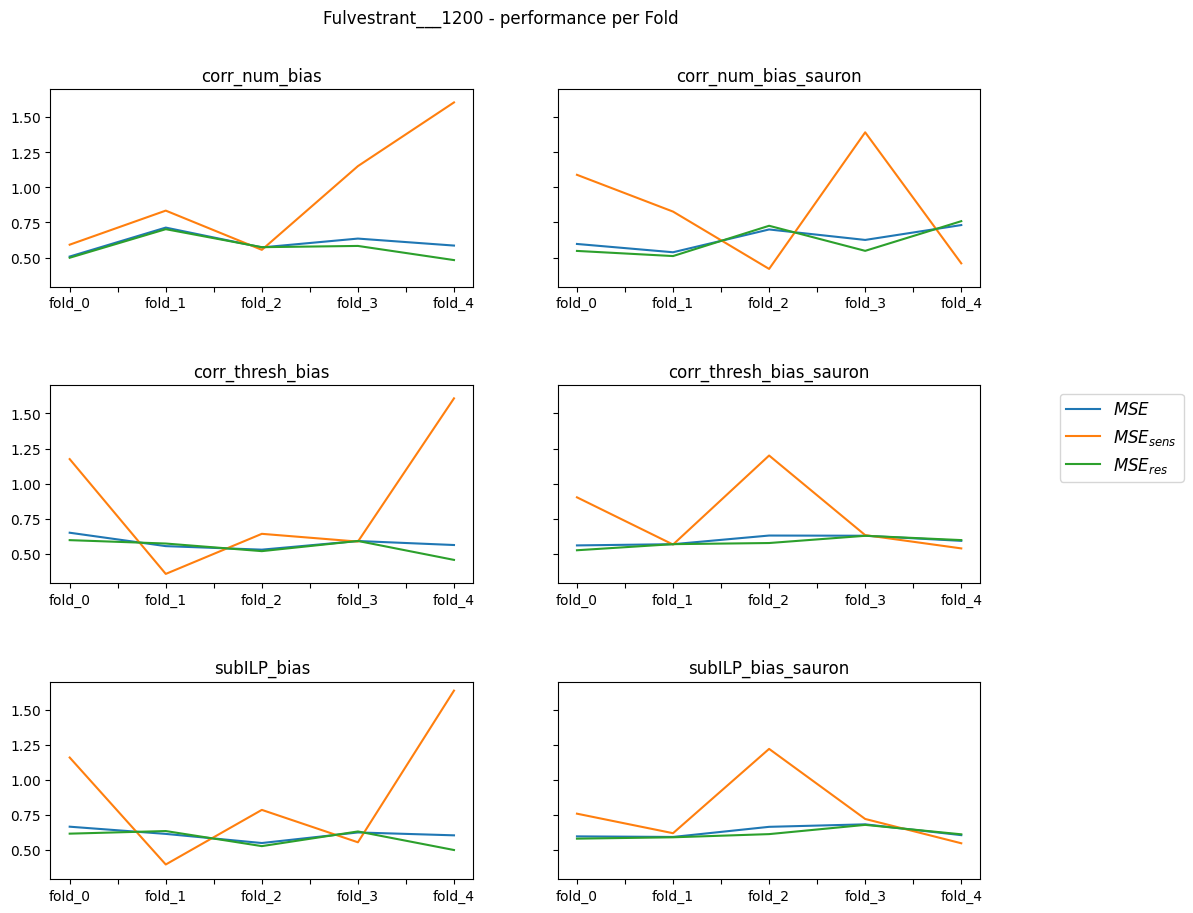 Fulvestrant___1200 - performance per Fold
corr_num_bias
1.50
1.25
1.00
0.75
0.50
fold_0 fold_1 fold_2 fold_3 fold_4
corr_num_bias_sauron
fold_0 fold_1 fold_2 fold_3 fold_4
corr_thresh_bias
1.50
1.25
1.00
0.75
0.50
fold_0 fold_1 fold_2 fold_3 fold_4
corr_thresh_bias_sauron
fold_0 fold_1 fold_2 fold_3 fold_4
MSE
MSE_sens
MSE_res
subILP_bias
1.50
1.25
1.00
0.75
0.50
fold_0 fold_1 fold_2 fold_3 fold_4
subILP_bias_sauron
fold_0 fold_1 fold_2 fold_3 fold_4